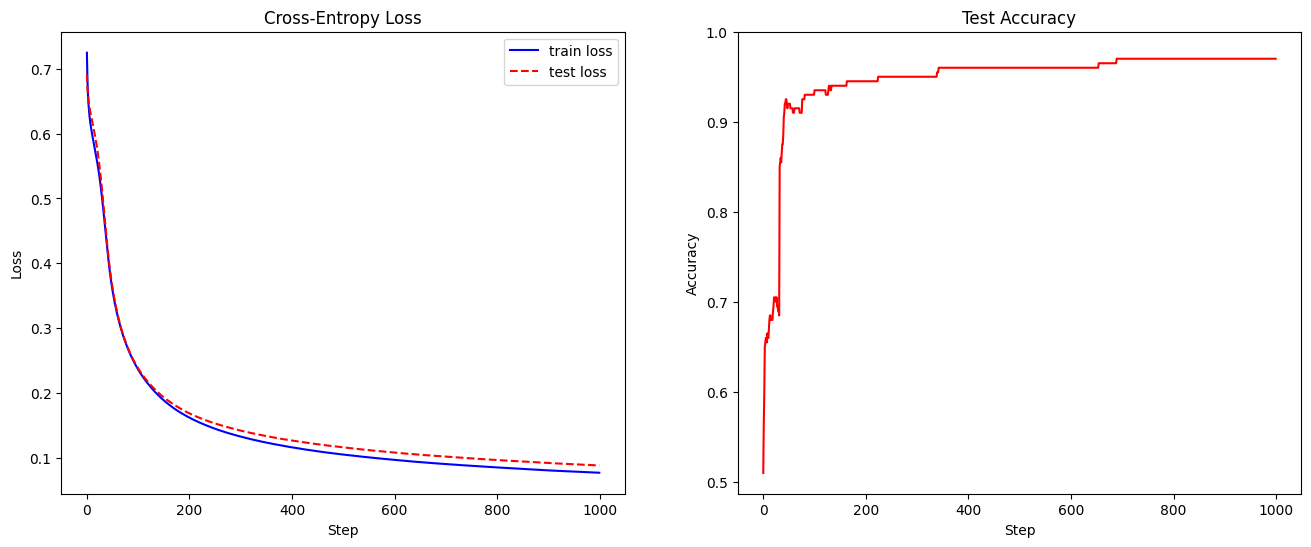 Cross-Entropy Loss
Loss
0.7
0.6
0.5
0.4
0.3
0.2
0.1
train loss
test loss
0 200 400 600 800 1000
Step
Test Accuracy
Accuracy
1.0
0.9
0.8
0.7
0.6
0.5
0 200 400 600 800 1000
Step